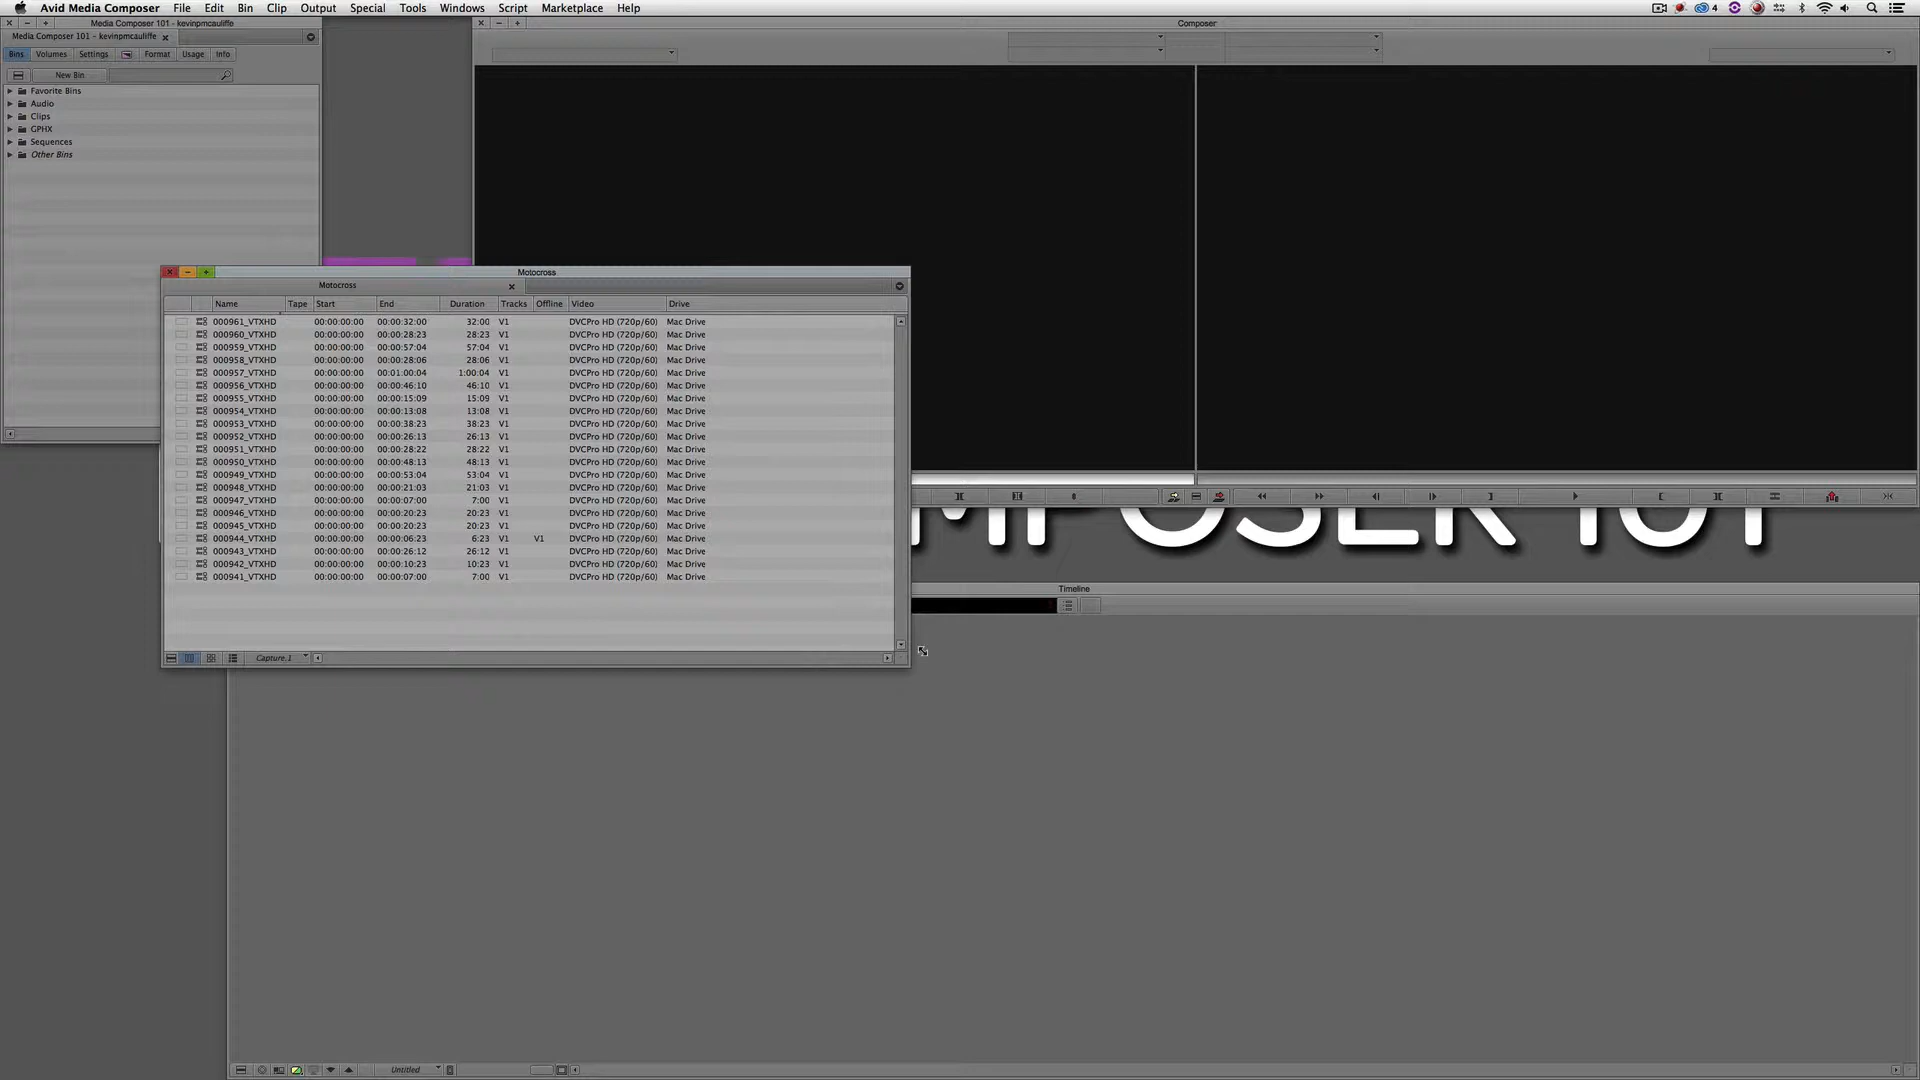 Avid Media Composer File Edit Bin Clip Output Special Tools Windows Script Marketplace Help 4
Media Composer 101 - kevinpmcauliffe
Composer
Media Composer 101 - kevinpmcauliffe
Bins Volumes Settings Format Usage Info
New Bin
Favorite Bins
Audio
Clips
GPHX
Sequences
Other Bins
Motocross
Motocross
Name Tape Start End Duration Tracks Offline Video Drive
000961_VTXHD 00:00:00:00 00:00:32:00 32:00 V1 DVCPro HD (720p/60) Mac Drive
000960_VTXHD 00:00:00:00 00:00:28:23 28:23 V1 DVCPro HD (720p/60) Mac Drive
000959_VTXHD 00:00:00:00 00:00:57:04 57:04 V1 DVCPro HD (720p/60) Mac Drive
000958_VTXHD 00:00:00:00 00:00:28:06 28:06 V1 DVCPro HD (720p/60) Mac Drive
000957_VTXHD 00:00:00:00 00:01:00:04 1:00:04 V1 DVCPro HD (720p/60) Mac Drive
000956_VTXHD 00:00:00:00 00:00:46:10 46:10 V1 DVCPro HD (720p/60) Mac Drive
000955_VTXHD 00:00:00:00 00:00:15:09 15:09 V1 DVCPro HD (720p/60) Mac Drive
000954_VTXHD 00:00:00:00 00:00:13:08 13:08 V1 DVCPro HD (720p/60) Mac Drive
000953_VTXHD 00:00:00:00 00:00:38:23 38:23 V1 DVCPro HD (720p/60) Mac Drive
000952_VTXHD 00:00:00:00 00:00:26:13 26:13 V1 DVCPro HD (720p/60) Mac Drive
000951_VTXHD 00:00:00:00 00:00:28:22 28:22 V1 DVCPro HD (720p/60) Mac Drive
000950_VTXHD 00:00:00:00 00:00:48:13 48:13 V1 DVCPro HD (720p/60) Mac Drive
000949_VTXHD 00:00:00:00 00:00:53:04 53:04 V1 DVCPro HD (720p/60) Mac Drive
000948_VTXHD 00:00:00:00 00:00:21:03 21:03 V1 DVCPro HD (720p/60) Mac Drive
000947_VTXHD 00:00:00:00 00:00:07:00 7:00 V1 DVCPro HD (720p/60) Mac Drive
000946_VTXHD 00:00:00:00 00:00:20:23 20:23 V1 DVCPro HD (720p/60) Mac Drive
000945_VTXHD 00:00:00:00 00:00:20:23 20:23 V1 DVCPro HD (720p/60) Mac Drive
000944_VTXHD 00:00:00:00 00:00:06:23 6:23 V1 V1 DVCPro HD (720p/60) Mac Drive
000943_VTXHD 00:00:00:00 00:00:26:12 26:12 V1 DVCPro HD (720p/60) Mac Drive
000942_VTXHD 00:00:00:00 00:00:10:23 10:23 V1 DVCPro HD (720p/60) Mac Drive
000941_VTXHD 00:00:00:00 00:00:07:00 7:00 V1 DVCPro HD (720p/60) Mac Drive
Capture.1
MPOSER 101
Timeline
Untitled